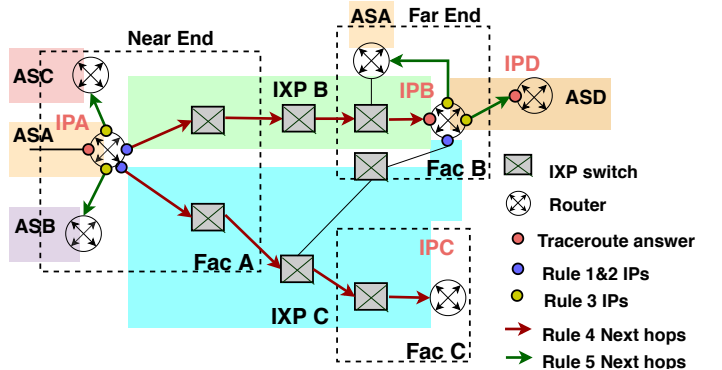 ASA
Near End
Far End
ASC
IPD
IXP B
IPB
ASD
IPA
ASA
Fac B
IXP switch
Router
ASB
IPC
Traceroute answer
Fac A
Rule 1&2 IPs
Rule 3 IPs
IXP C
Rule 4 Next hops
Fac C
Rule 5 Next hops